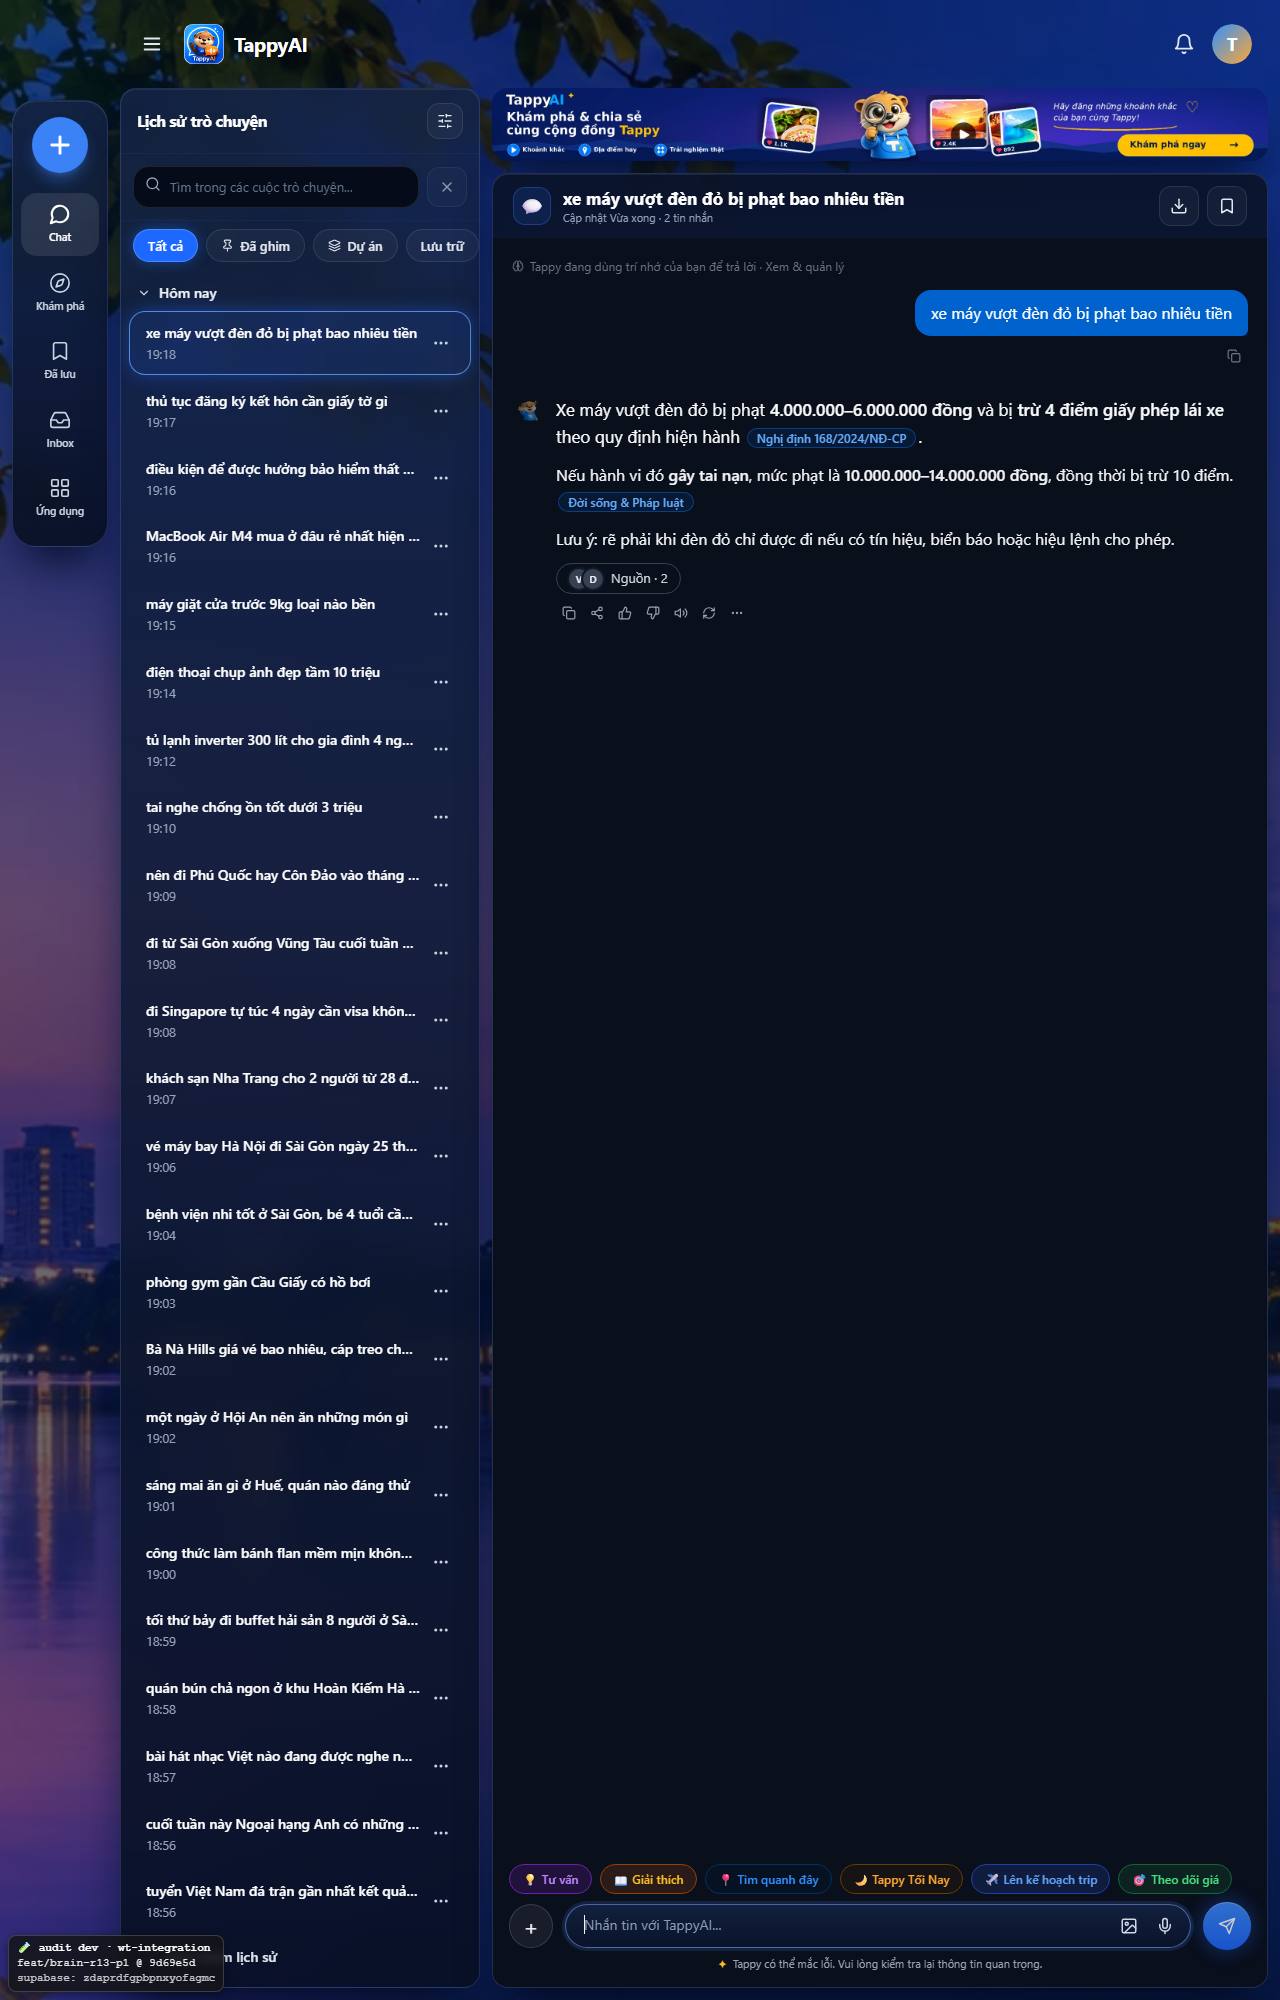 TappyAI
T
Lịch sử trò chuyện
Tìm trong các cuộc trò chuyện...
Tất cả
Đã ghim
Dự án
Lưu trữ
Hôm nay
xe máy vượt đèn đỏ bị phạt bao nhiêu tiền
19:18
thủ tục đăng ký kết hôn cần giấy tờ gì
19:17
điều kiện để được hưởng bảo hiểm thất ...
19:16
MacBook Air M4 mua ở đâu rẻ nhất hiện ...
19:16
máy giặt cửa trước 9kg loại nào bền
19:15
điện thoại chụp ảnh đẹp tầm 10 triệu
19:14
tủ lạnh inverter 300 lít cho gia đình 4 ng...
19:12
tai nghe chống ồn tốt dưới 3 triệu
19:10
nên đi Phú Quốc hay Côn Đảo vào tháng ...
19:09
đi từ Sài Gòn xuống Vũng Tàu cuối tuần ...
19:08
đi Singapore tự túc 4 ngày cần visa khôn...
19:08
khách sạn Nha Trang cho 2 người từ 28 đ...
19:07
vé máy bay Hà Nội đi Sài Gòn ngày 25 th...
19:06
bệnh viện nhi tốt ở Sài Gòn, bé 4 tuổi cầ...
19:04
phòng gym gần Cầu Giấy có hồ bơi
19:03
Bà Nà Hills giá vé bao nhiêu, cáp treo ch...
19:02
một ngày ở Hội An nên ăn những món gì
19:02
sáng mai ăn gì ở Huế, quán nào đáng thử
19:01
công thức làm bánh flan mềm mịn khôn...
19:00
tối thứ bảy đi buffet hải sản 8 người ở Sà...
18:59
quán bún chả ngon ở khu Hoàn Kiếm Hà ...
18:58
bài hát nhạc Việt nào đang được nghe n...
18:57
cuối tuần này Ngoại hạng Anh có những ...
18:56
tuyển Việt Nam đá trận gần nhất kết quả...
18:56
m lịch sử
Chat
Khám phá
Đã lưu
Inbox
Ứng dụng
audit dev · wt-integration
feat/brain-r13-p1 @ 9d69e5d
supabase: zdaprdfgpbpnxyofagmc
TappyAI
Khám phá & chia sẻ
cùng cộng đồng Tappy
Khoảnh khắc
Địa điểm hay
Trải nghiệm thật
1.1K
2.4K
892
Hãy đăng những khoảnh khắc
của bạn cùng Tappy!
Khám phá ngay →
xe máy vượt đèn đỏ bị phạt bao nhiêu tiền
Cập nhật Vừa xong · 2 tin nhắn
Tappy đang dùng trí nhớ của bạn để trả lời · Xem & quản lý
xe máy vượt đèn đỏ bị phạt bao nhiêu tiền
Xe máy vượt đèn đỏ bị phạt 4.000.000–6.000.000 đồng và bị trừ 4 điểm giấy phép lái xe
theo quy định hiện hành Nghị định 168/2024/NĐ-CP .
Nếu hành vi đó gây tai nạn, mức phạt là 10.000.000–14.000.000 đồng, đồng thời bị trừ 10 điểm.
Đời sống & Pháp luật
Lưu ý: rẽ phải khi đèn đỏ chỉ được đi nếu có tín hiệu, biển báo hoặc hiệu lệnh cho phép.
V D Nguồn · 2
Tư vấn
Giải thích
Tìm quanh đây
Tappy Tối Nay
Lên kế hoạch trip
Theo dõi giá
Nhắn tin với TappyAI...
Tappy có thể mắc lỗi. Vui lòng kiểm tra lại thông tin quan trọng.